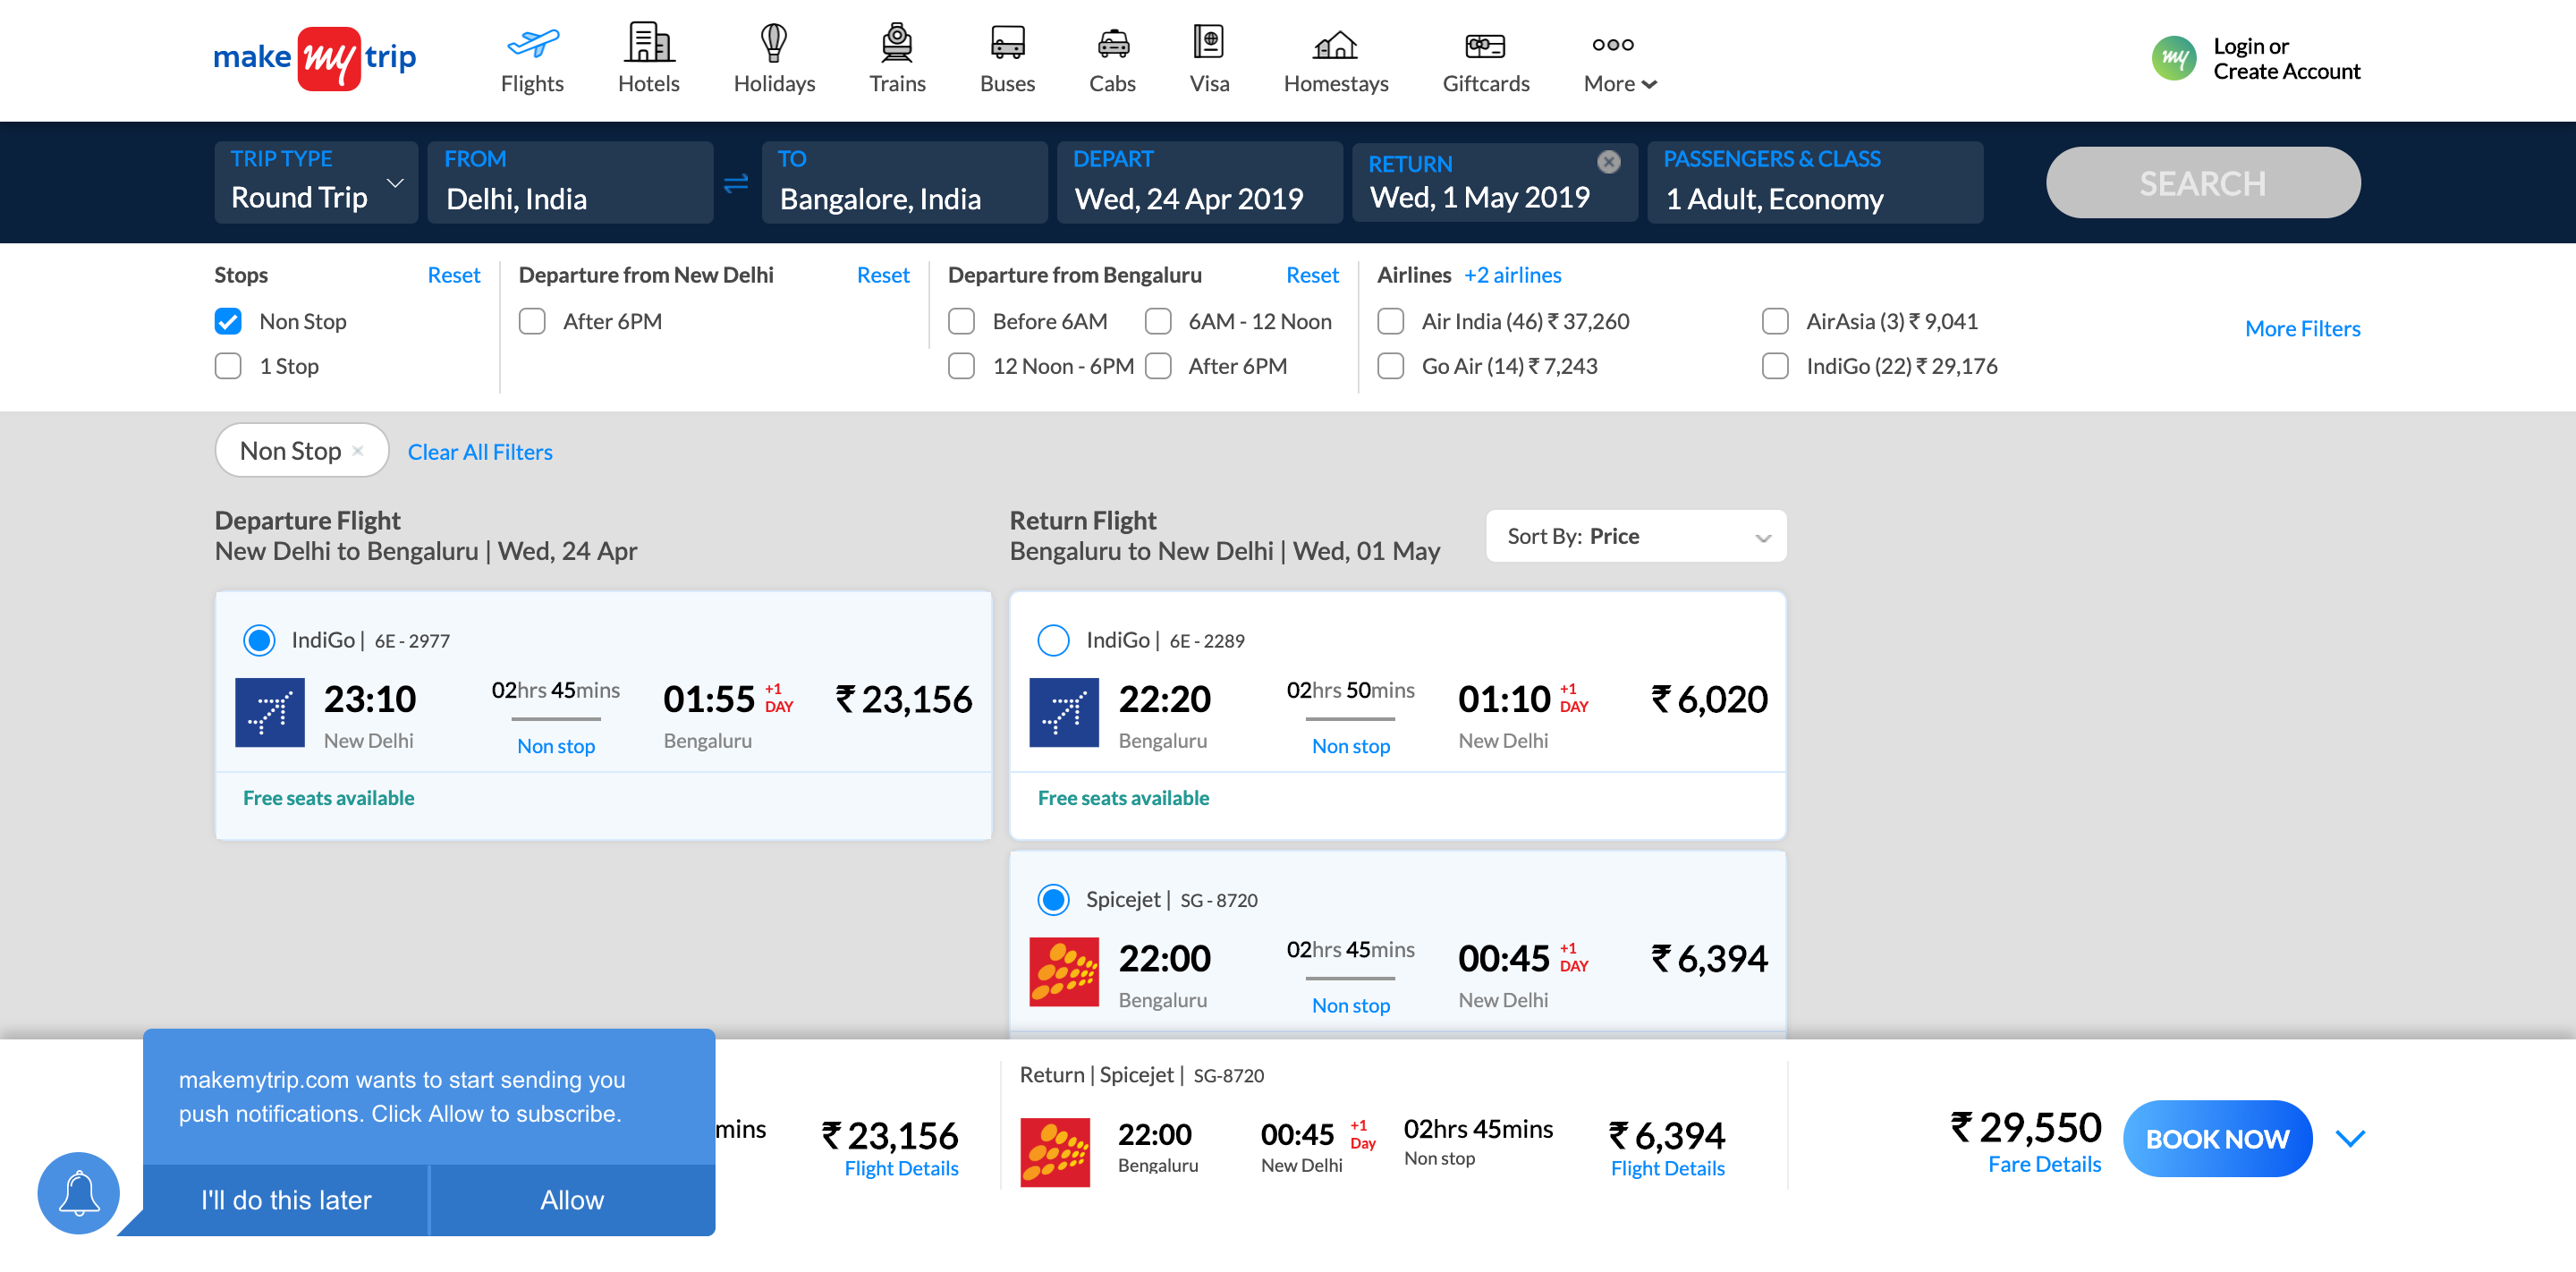 make my trip
Flights
Hotels
Holidays
Trains
Buses
Cabs
Visa
Homestays
Giftcards
More
my
Login or
Create Account
TRIP TYPE
Round Trip
FROM
Delhi, India
TO
Bangalore, India
DEPART
Wed, 24 Apr 2019
RETURN
Wed, 1 May 2019
PASSENGERS & CLASS
1 Adult, Economy
SEARCH
Stops Reset
Non Stop
1 Stop
Departure from New Delhi Reset
After 6PM
Departure from Bengaluru Reset
Before 6AM 6AM - 12 Noon
12 Noon - 6PM After 6PM
Airlines +2 airlines
Air India (46) ₹ 37,260 AirAsia (3) ₹ 9,041
Go Air (14) ₹ 7,243 IndiGo (22) ₹ 29,176
More Filters
Non Stop ×
Clear All Filters
Departure Flight
New Delhi to Bengaluru | Wed, 24 Apr
IndiGo | 6E - 2977
23:10 02hrs 45mins 01:55 +1 DAY ₹ 23,156
New Delhi Non stop Bengaluru
Free seats available
Return Flight
Bengaluru to New Delhi | Wed, 01 May
Sort By: Price
IndiGo | 6E - 2289
22:20 02hrs 50mins 01:10 +1 DAY ₹ 6,020
Bengaluru Non stop New Delhi
Free seats available
Spicejet | SG - 8720
22:00 02hrs 45mins 00:45 +1 DAY ₹ 6,394
Bengaluru Non stop New Delhi
makemytrip.com wants to start sending you
push notifications. Click Allow to subscribe.
I'll do this later
Allow
mins
₹ 23,156
Flight Details
Return | Spicejet | SG-8720
22:00 00:45 +1 Day 02hrs 45mins ₹ 6,394
Bengaluru New Delhi Non stop Flight Details
₹ 29,550
Fare Details
BOOK NOW